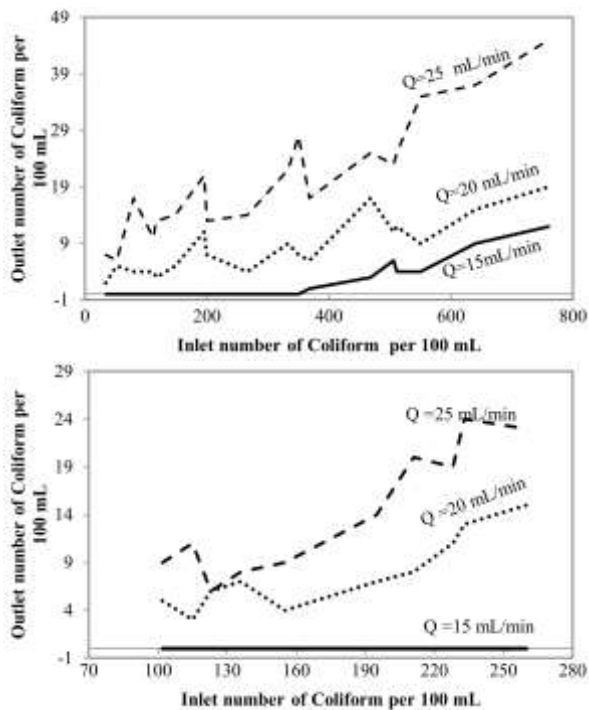 49
39
29
19
9
-1
Outlet number of Coliform per
100 mL
Q=25 mL/min
Q=20 mL/min
Q=15mL/min
0
200
400
600
800
Inlet number of Coliform per 100 mL
29
24
19
14
9
4
-1
Outlet number of Coliform per
100 mL
Q =25 mL/min
Q =20 mL/min
Q =15 mL/min
70
100
130
160
190
220
250
280
Inlet number of Coliform per 100 mL